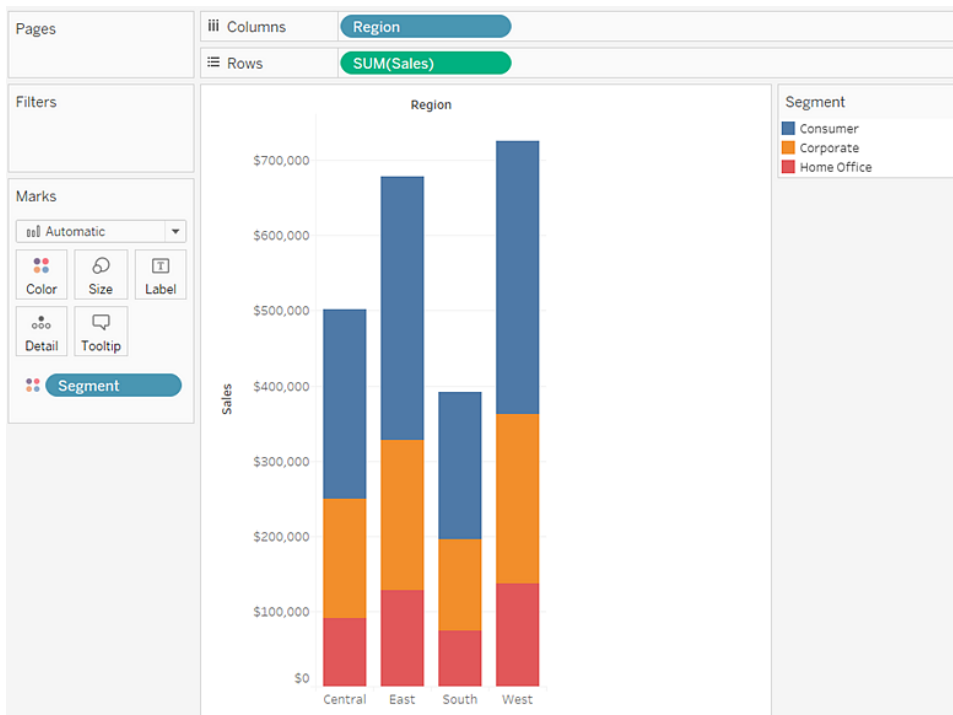 Pages
Columns
Region
Rows
SUM(Sales)
Filters
Marks
Automatic
Color
Size
Label
Detail
Tooltip
Segment
Region
Sales
$700,000
$600,000
$500,000
$400,000
$300,000
$200,000
$100,000
$0
Central East South West
Segment
Consumer
Corporate
Home Office